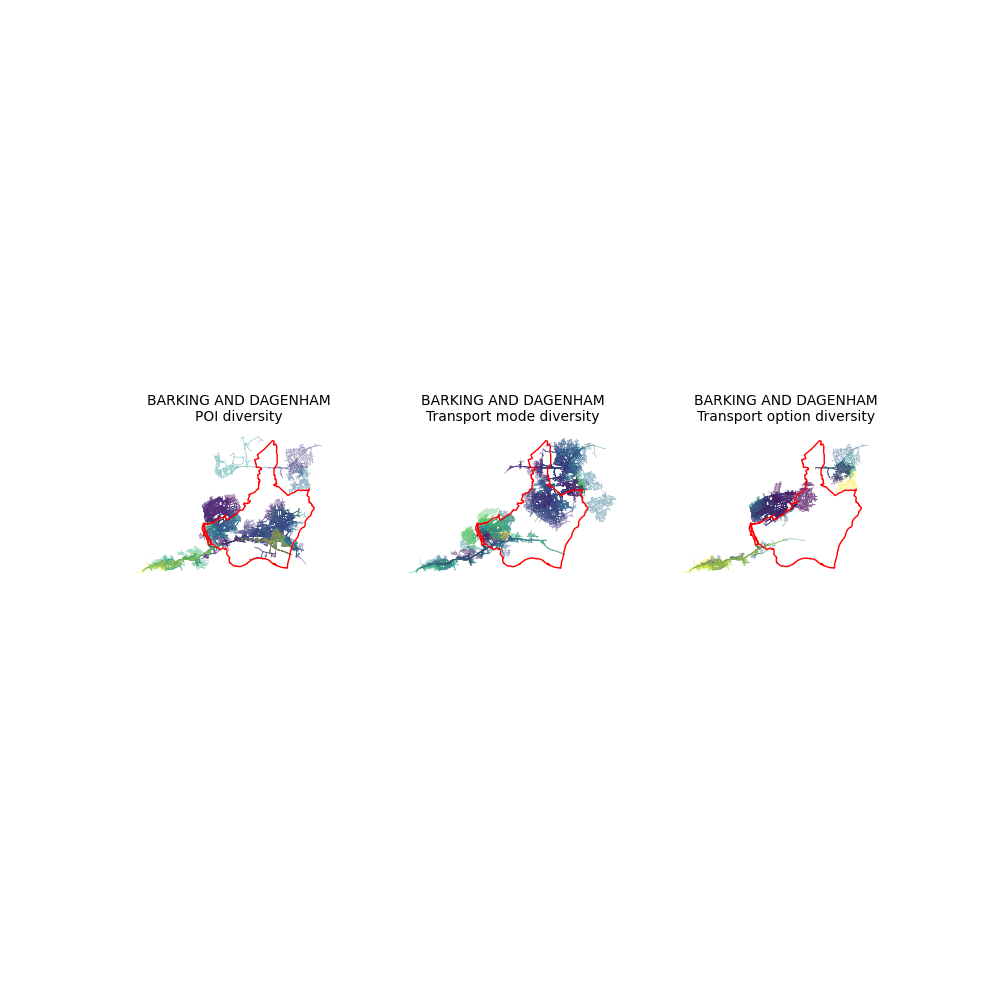 BARKING AND DAGENHAM
POI diversity
BARKING AND DAGENHAM
Transport mode diversity
BARKING AND DAGENHAM
Transport option diversity